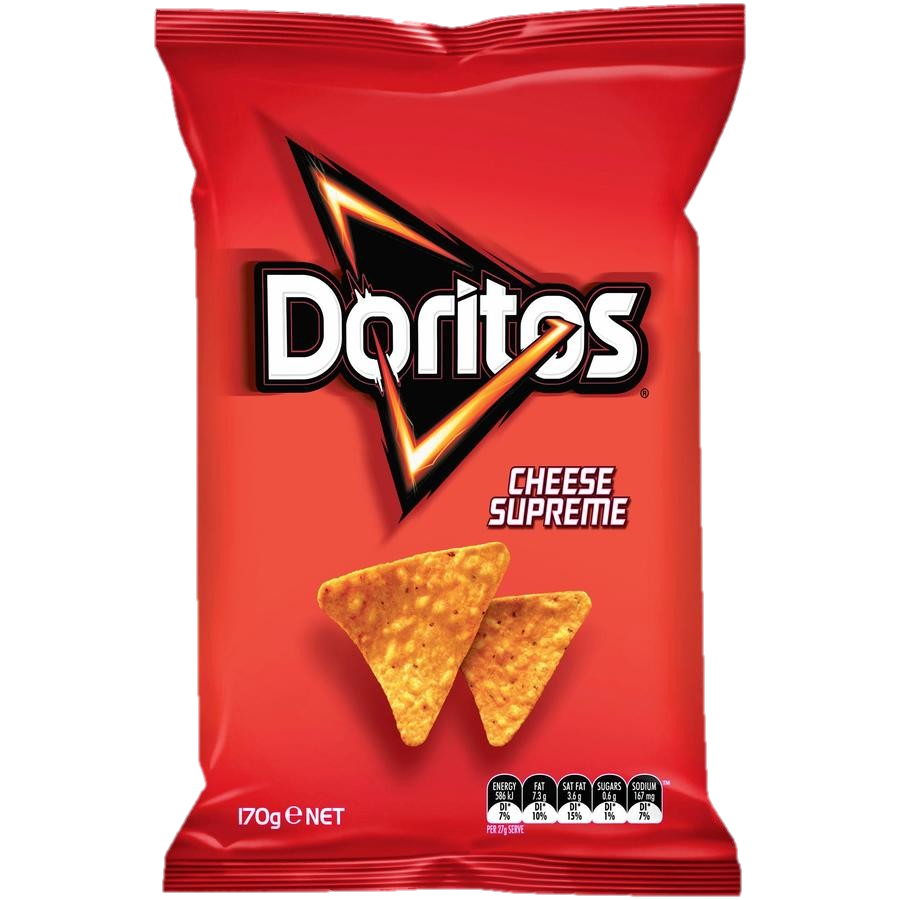 Doritos
®
CHEESE
SUPREME
ENERGY FAT SAT FAT SUGARS SODIUM ™
586 kJ 7.3 g 3.6 g 0.6 g 167 mg
DI* DI* DI* DI* DI*
7% 10% 15% 1% 7%
PER 27g SERVE
170g ℮ NET